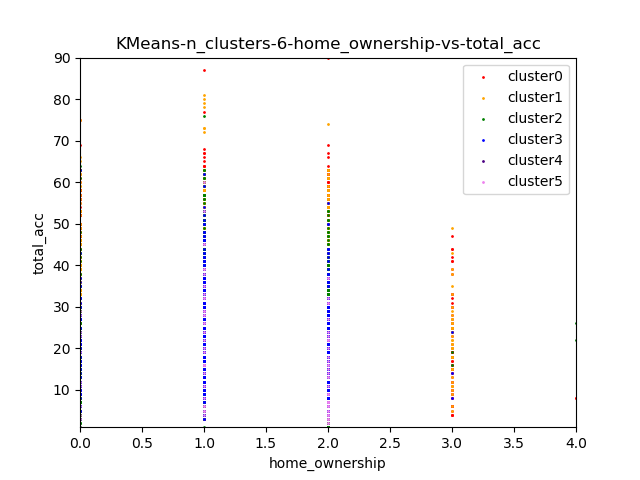 KMeans-n_clusters-6-home_ownership-vs-total_acc
90
80
70
60
50
40
30
20
10
total_acc
cluster0
cluster1
cluster2
cluster3
cluster4
cluster5
0.0 0.5 1.0 1.5 2.0 2.5 3.0 3.5 4.0
home_ownership